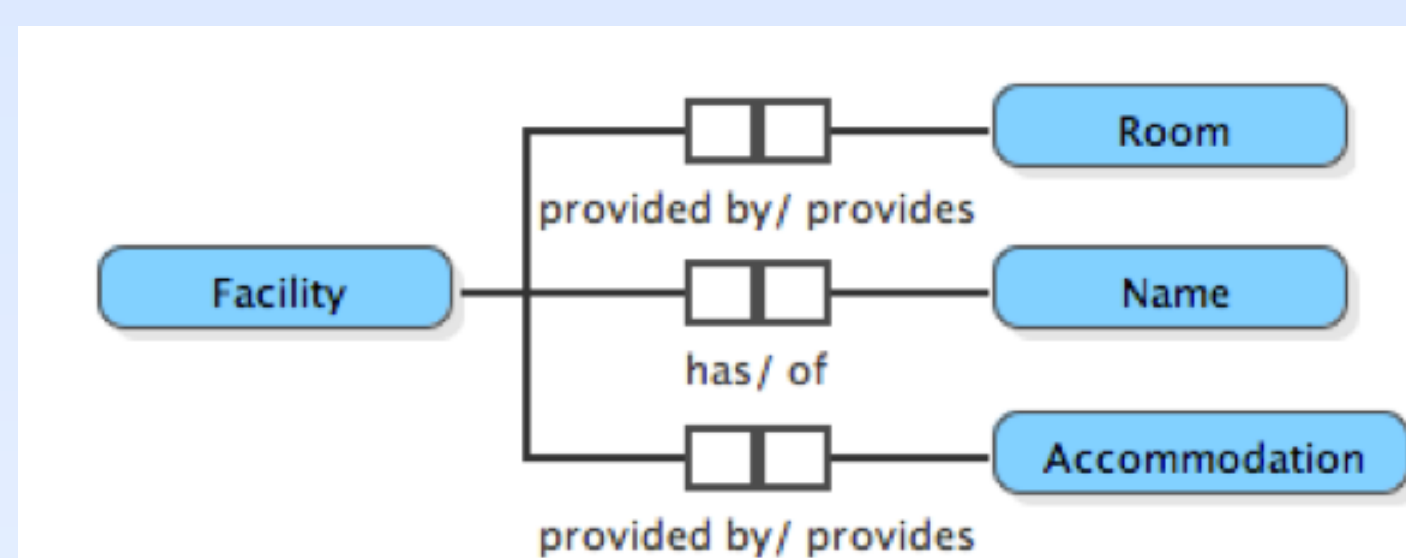 Room
provided by/ provides
Facility
Name
has/ of
Accommodation
provided by/ provides